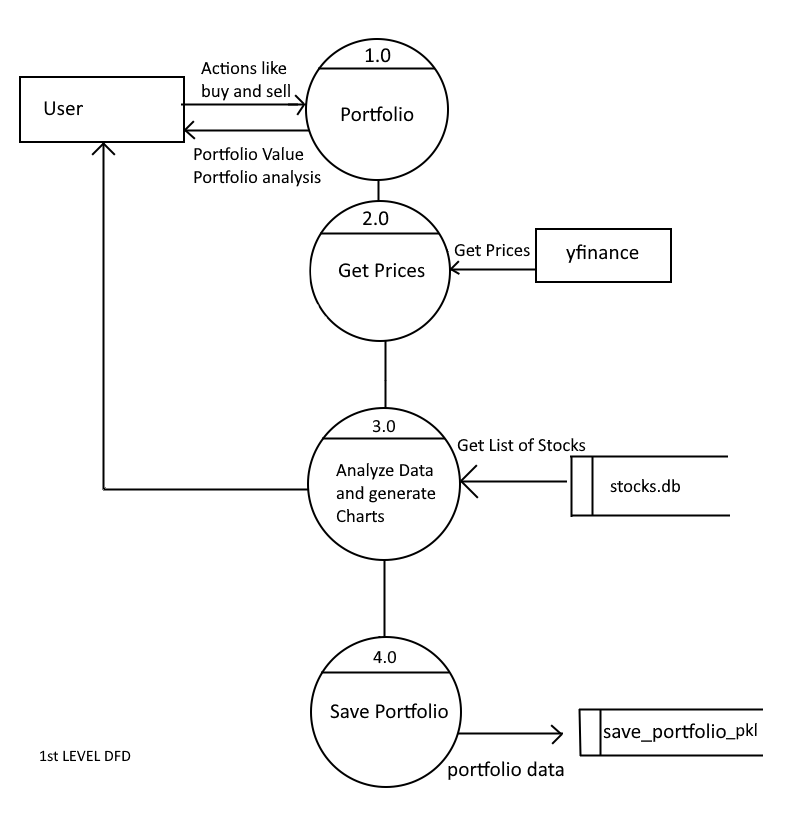 1.0
Actions like
buy and sell
User
Portfolio
Portfolio Value
Portfolio analysis
2.0
Get Prices
Get Prices
yfinance
3.0
Get List of Stocks
Analyze Data
and generate
Charts
stocks.db
4.0
Save Portfolio
save_portfolio_pkl
portfolio data
1st LEVEL DFD